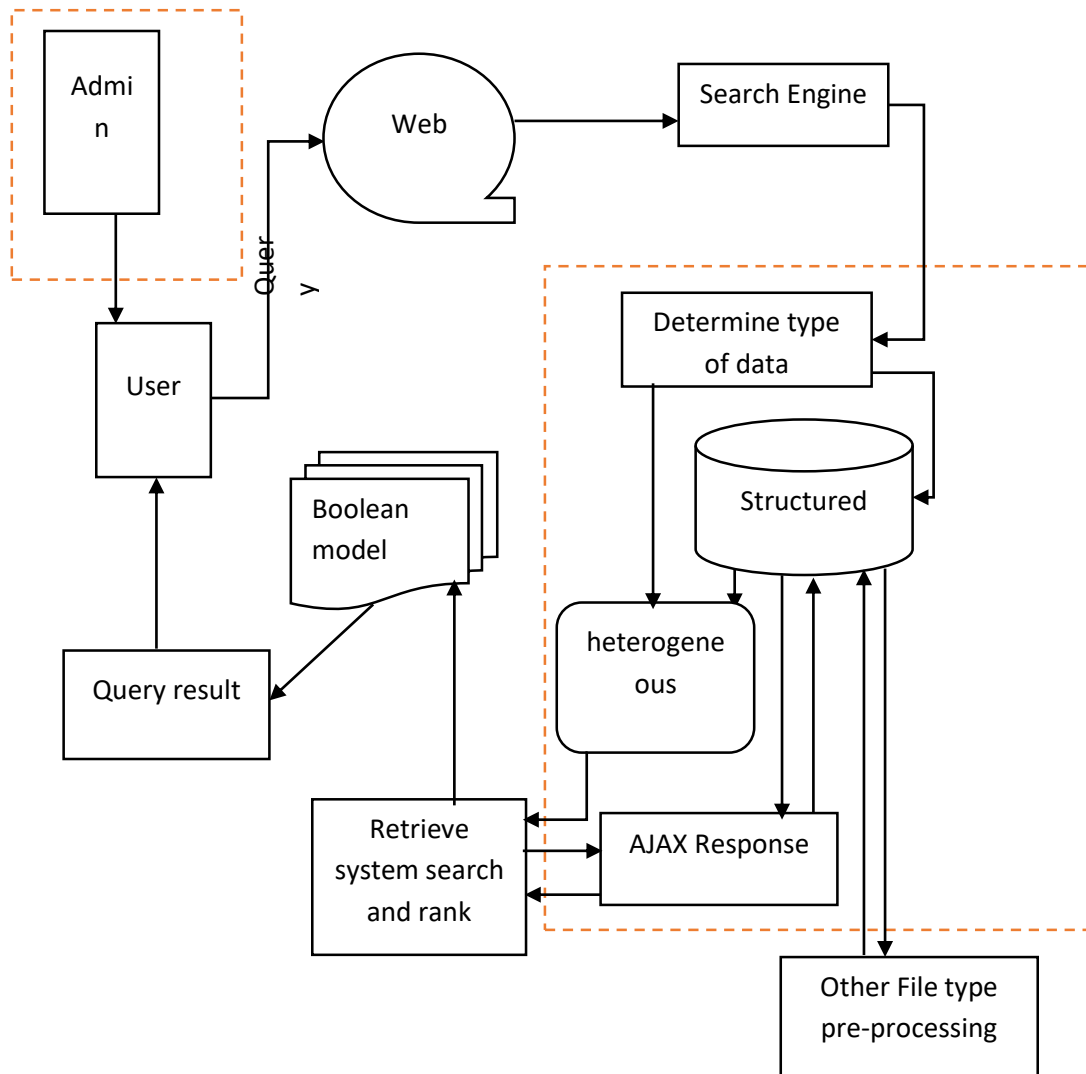 Admi
n
Web
Search Engine
Quer
y
Determine type
of data
User
Structured
Boolean
model
heterogene
ous
Query result
Retrieve
system search
and rank
AJAX Response
Other File type
pre-processing